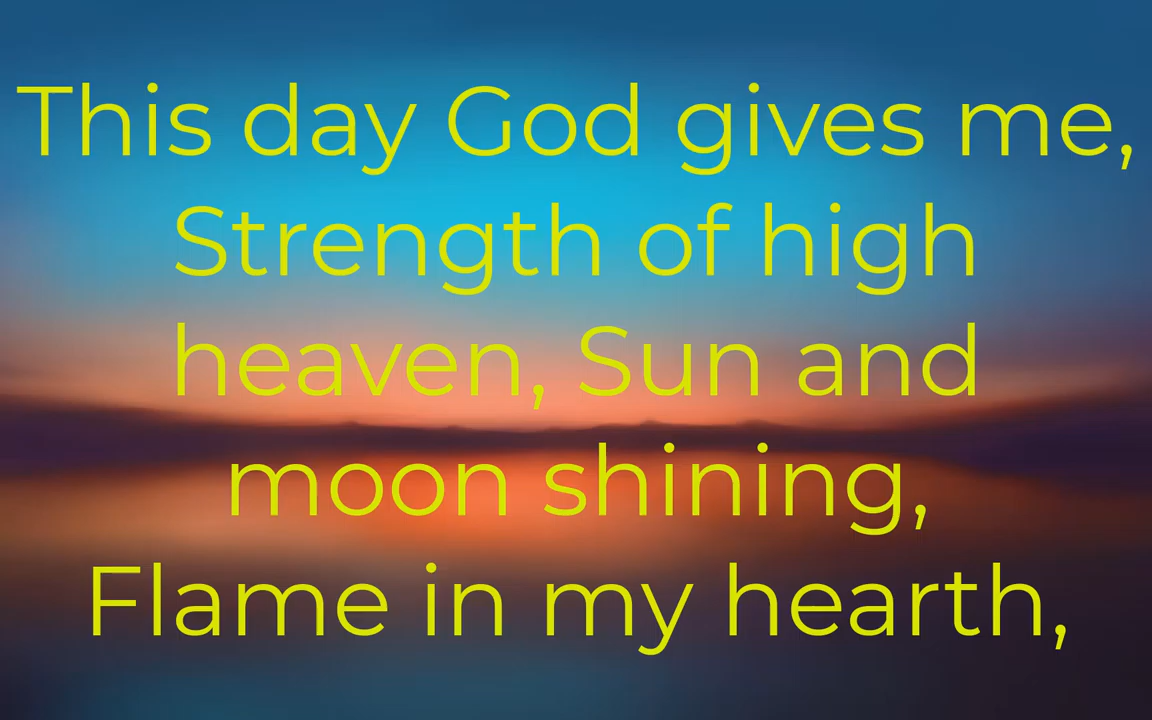 This day God gives me,
Strength of high
heaven, Sun and
moon shining,
Flame in my hearth,